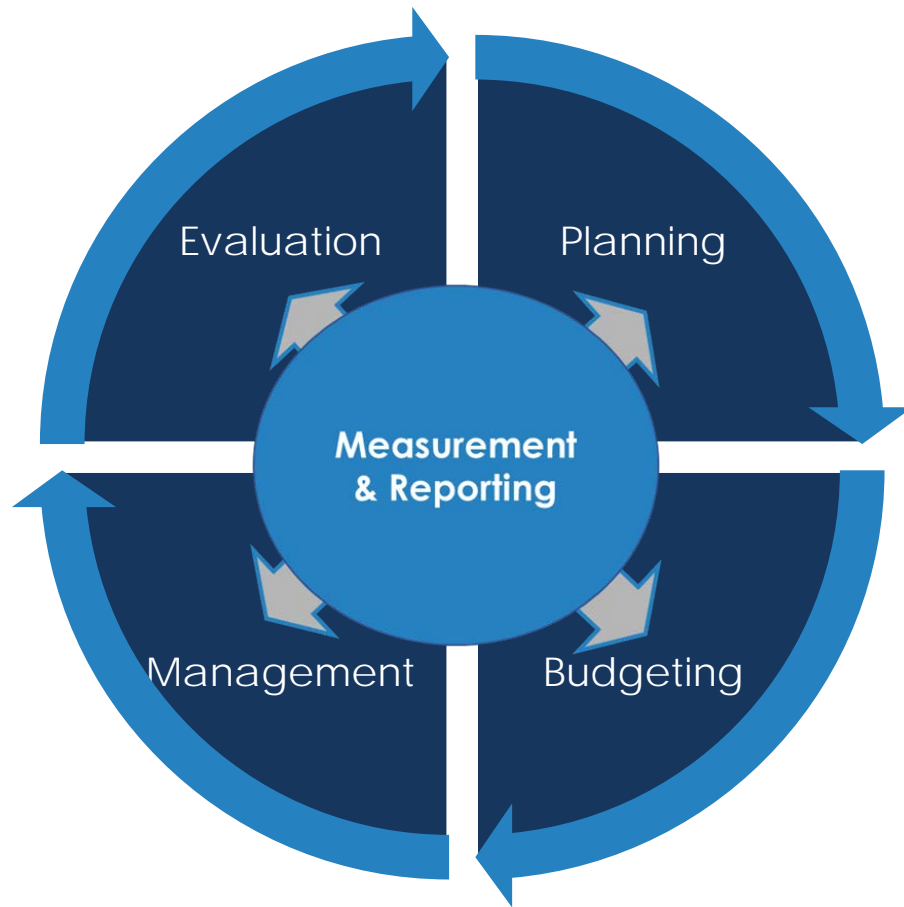 Evaluation
Planning
Measurement
& Reporting
Management
Budgeting